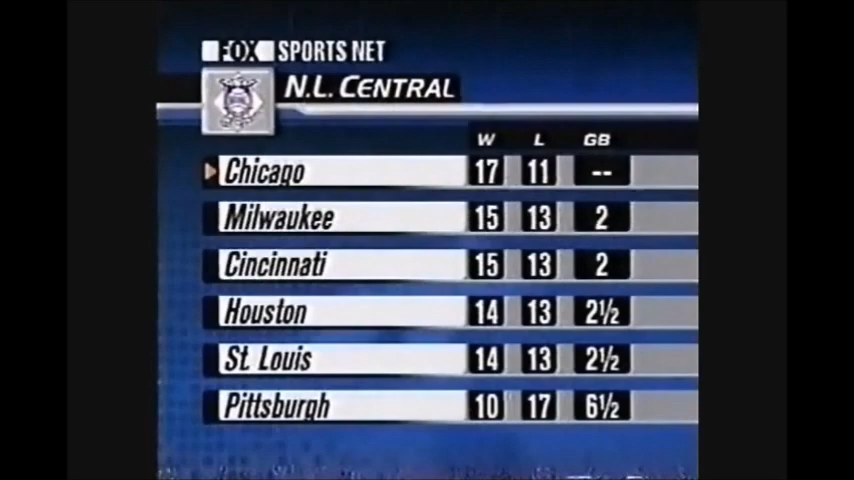 FOX SPORTS NET
N.L. CENTRAL
W L GB
Chicago 17 11 --
Milwaukee 15 13 2
Cincinnati 15 13 2
Houston 14 13 2½
St. Louis 14 13 2½
Pittsburgh 10 17 6½